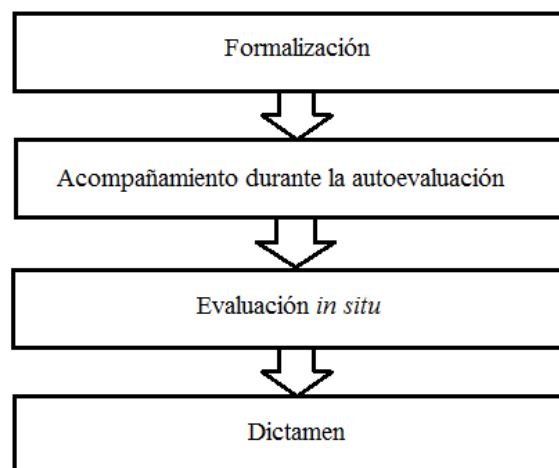 Formalización
Acompañamiento durante la autoevaluación
Evaluación in situ
Dictamen